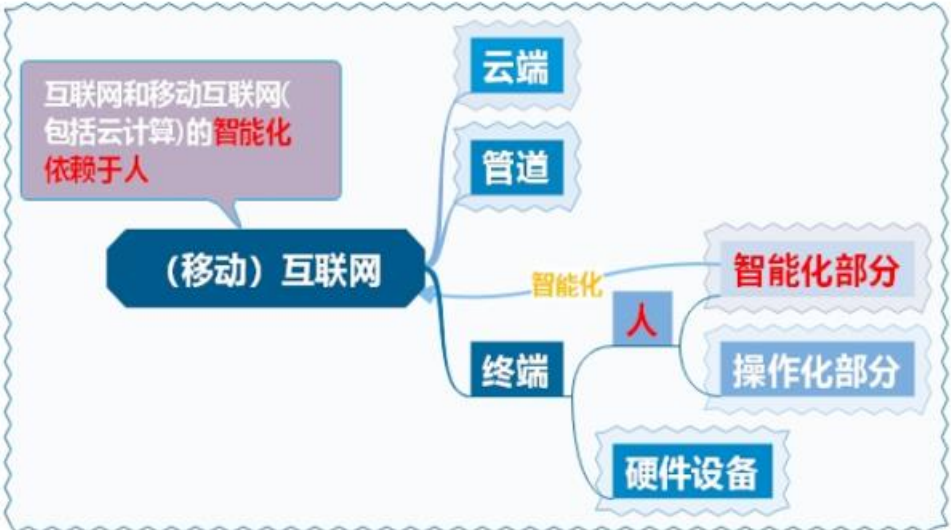 互联网和移动互联网(
包括云计算)的智能化
依赖于人
云端
管道
（移动）互联网
智能化
智能化部分
人
终端
操作化部分
硬件设备